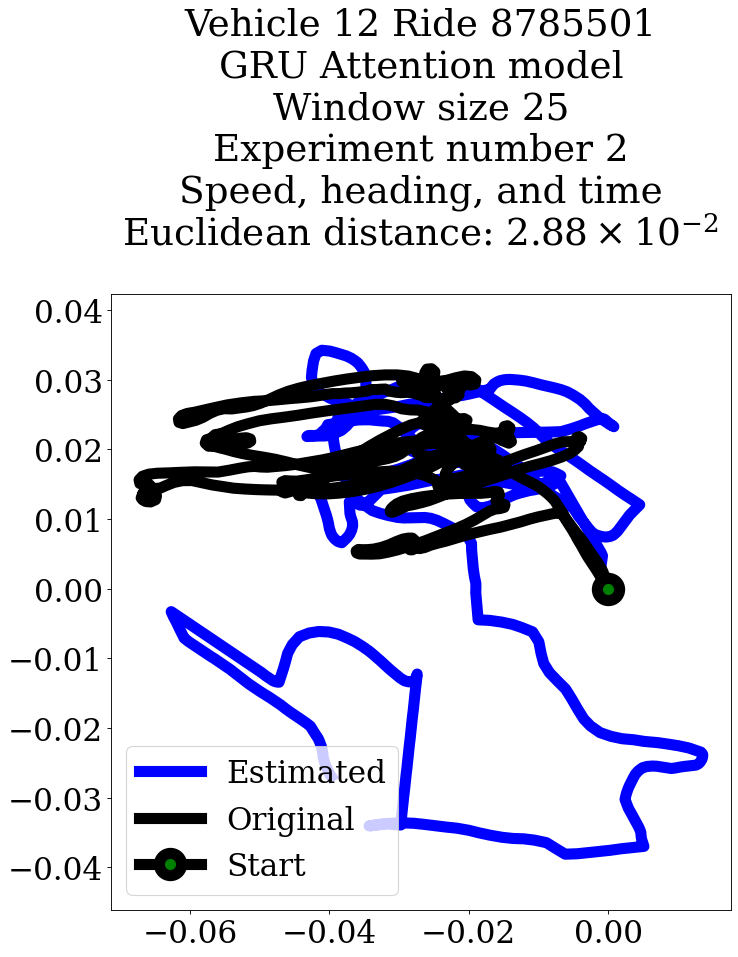 Vehicle 12 Ride 8785501
GRU Attention model
Window size 25
Experiment number 2
Speed, heading, and time
Euclidean distance: 2.88 × 10⁻²
0.04
0.03
0.02
0.01
0.00
−0.01
−0.02
−0.03
−0.04
Estimated
Original
Start
−0.06
−0.04
−0.02
0.00